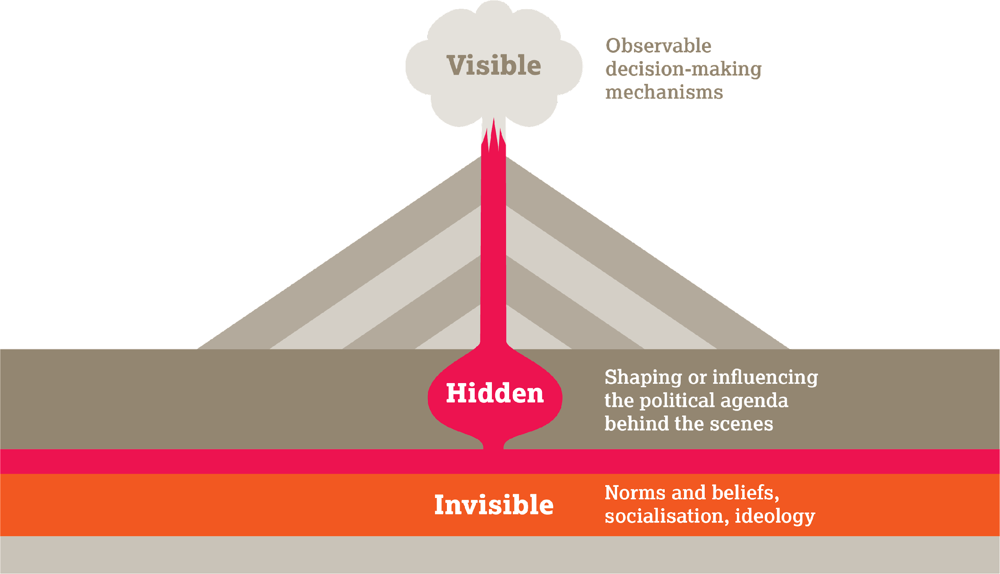 Visible
Observable
decision-making
mechanisms
Hidden
Shaping or influencing
the political agenda
behind the scenes
Invisible
Norms and beliefs,
socialisation, ideology